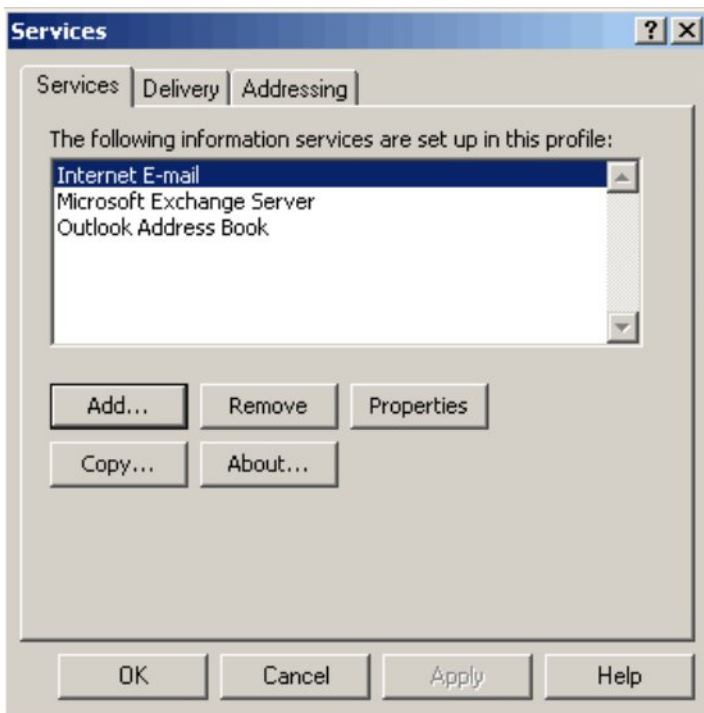 Services
Services Delivery Addressing
The following information services are set up in this profile:
Internet E-mail
Microsoft Exchange Server
Outlook Address Book
Add... Remove Properties
Copy... About...
OK Cancel Apply Help